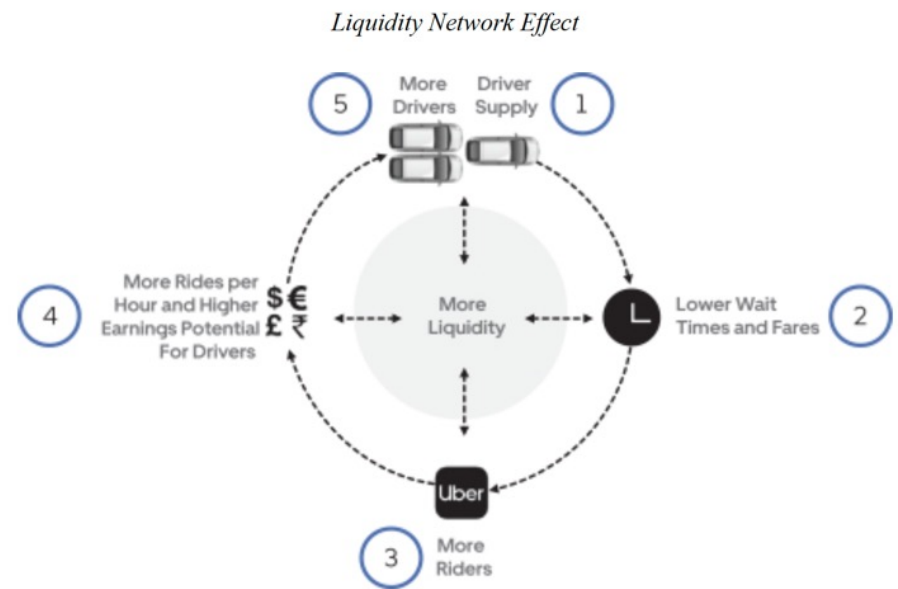 Liquidity Network Effect
5
More
Drivers
Driver
Supply
1
4
More Rides per
Hour and Higher
Earnings Potential
For Drivers
$ €
£ ₹
More
Liquidity
Lower Wait
Times and Fares
2
Uber
3
More
Riders